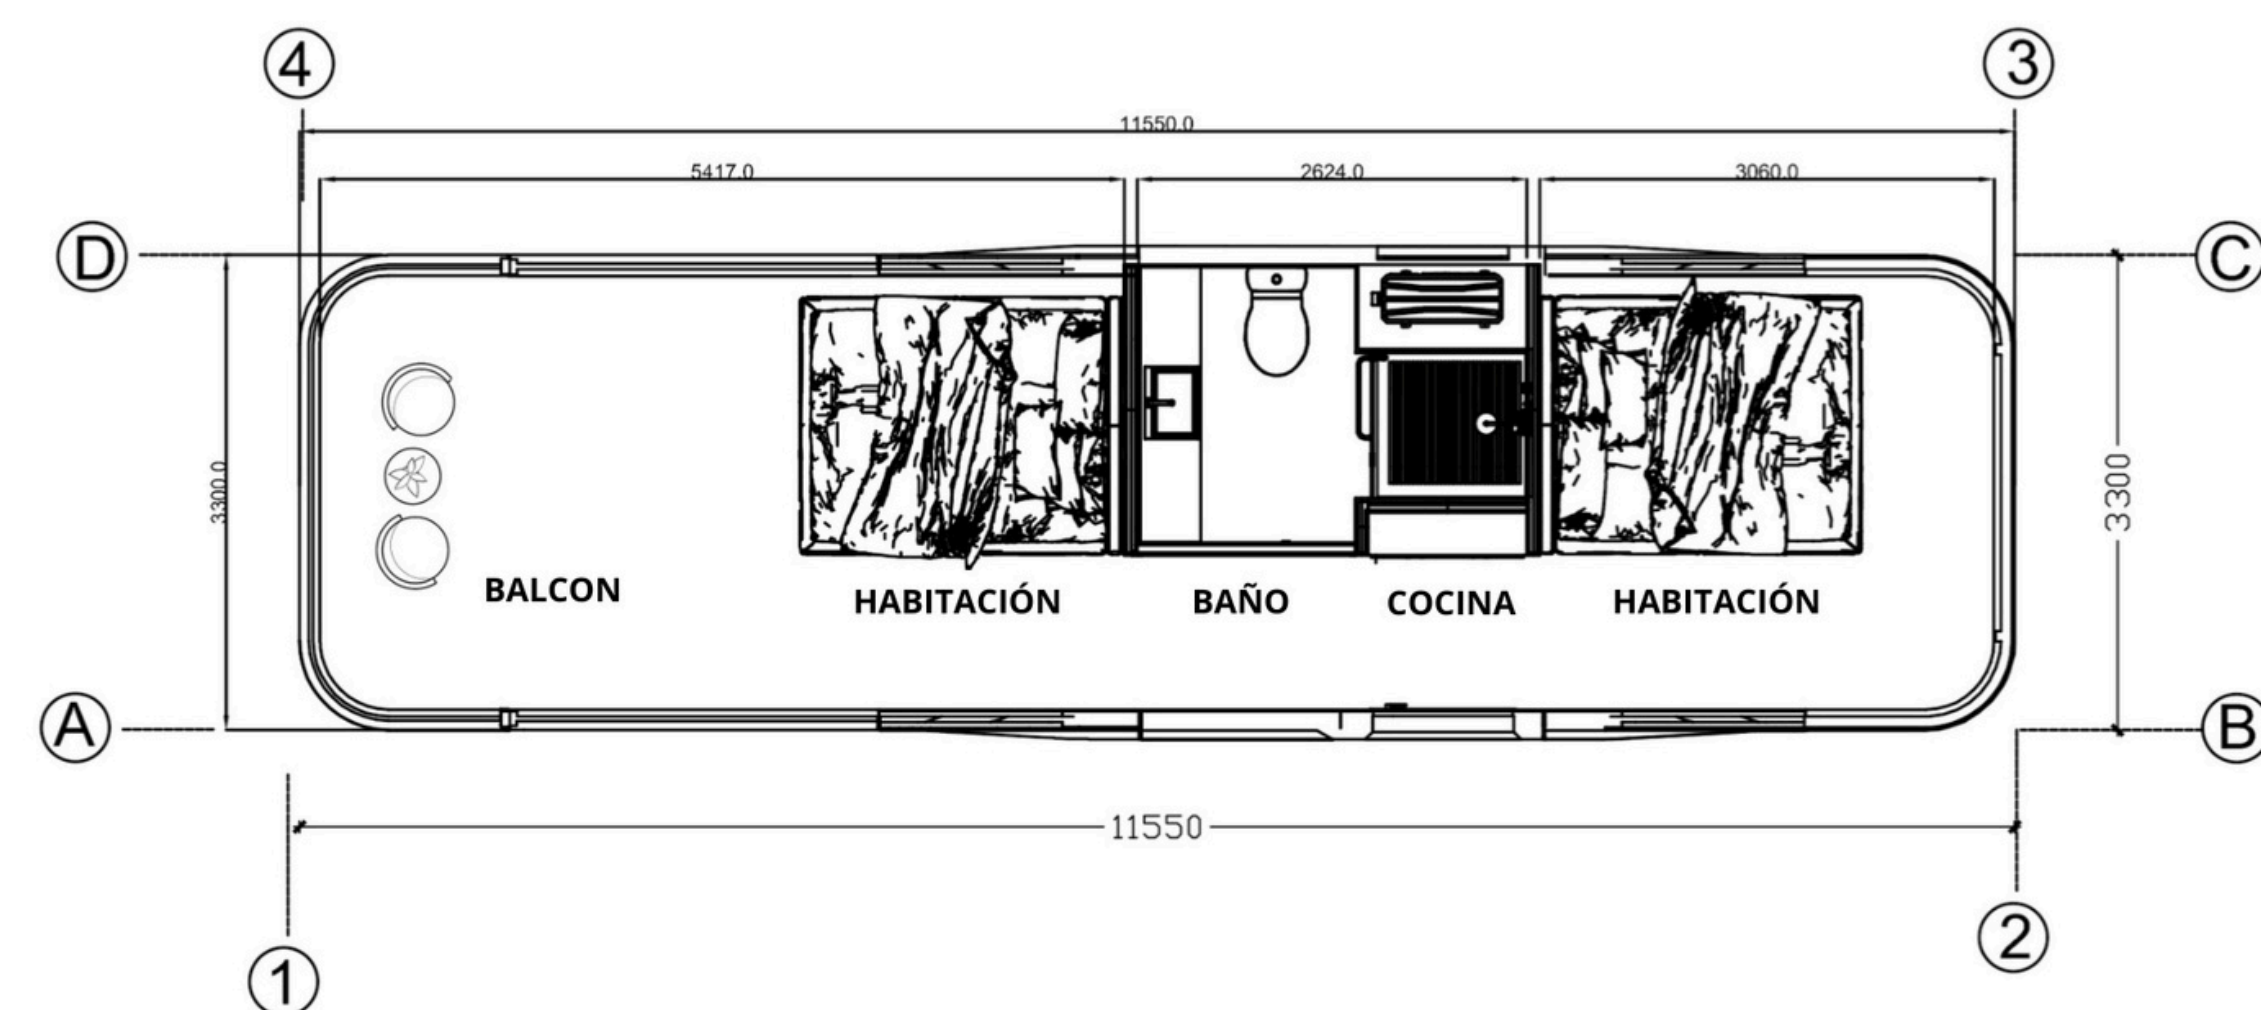 4
3
11550.0
5417.0
2624.0
3060.0
D
C
3300.0
3300
BALCON
HABITACIÓN
BAÑO
COCINA
HABITACIÓN
A
B
11550
1
2